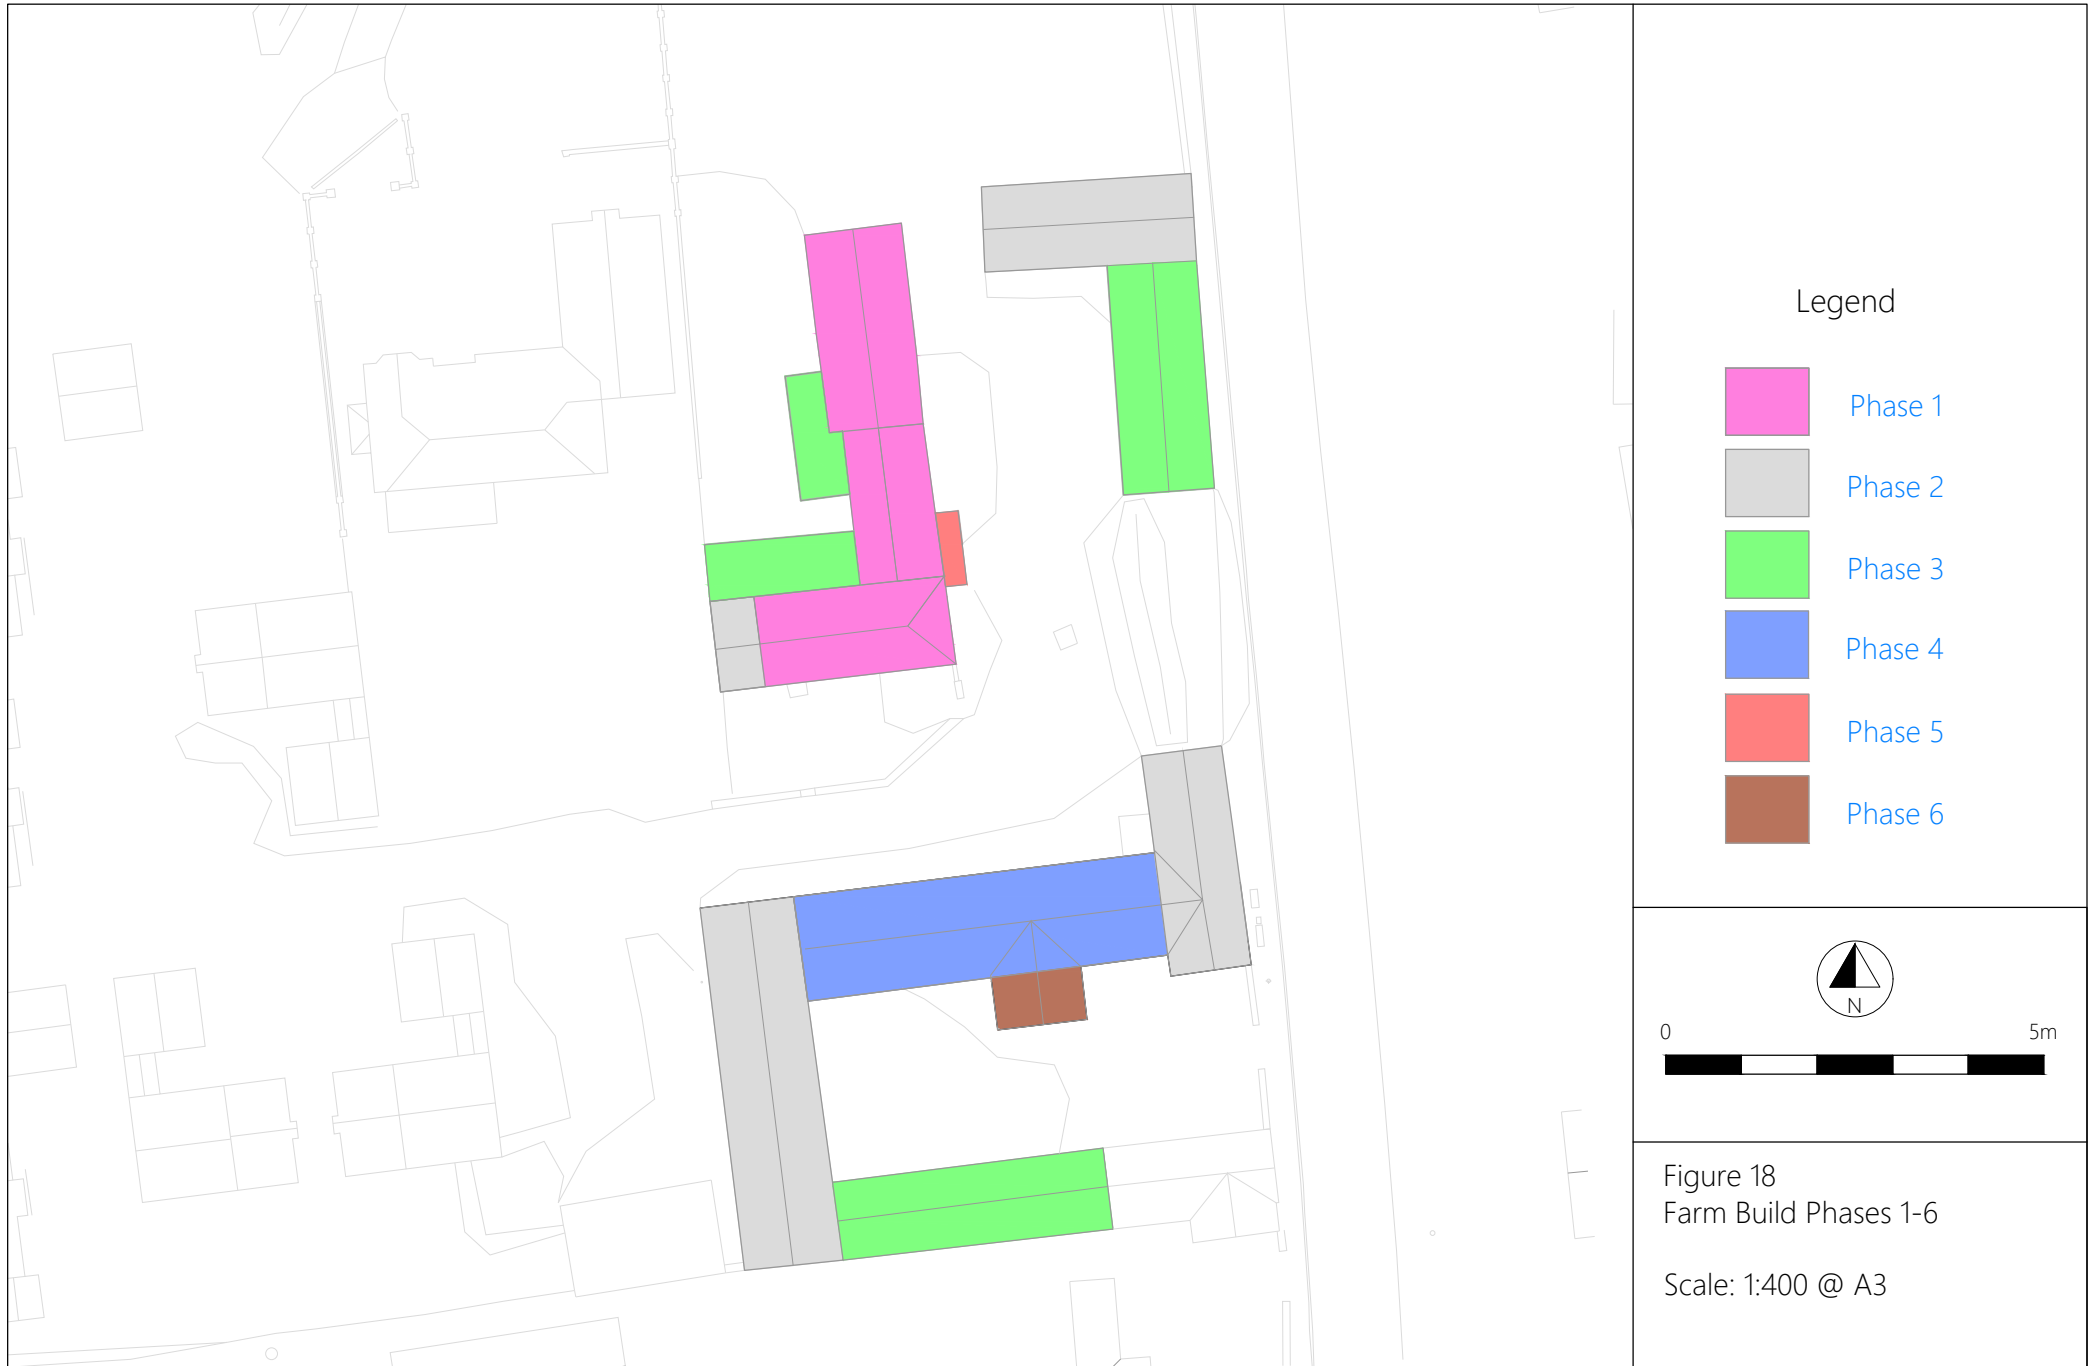 Legend
Phase 1
Phase 2
Phase 3
Phase 4
Phase 5
Phase 6
N
0 5m
Figure 18
Farm Build Phases 1-6
Scale: 1:400 @ A3